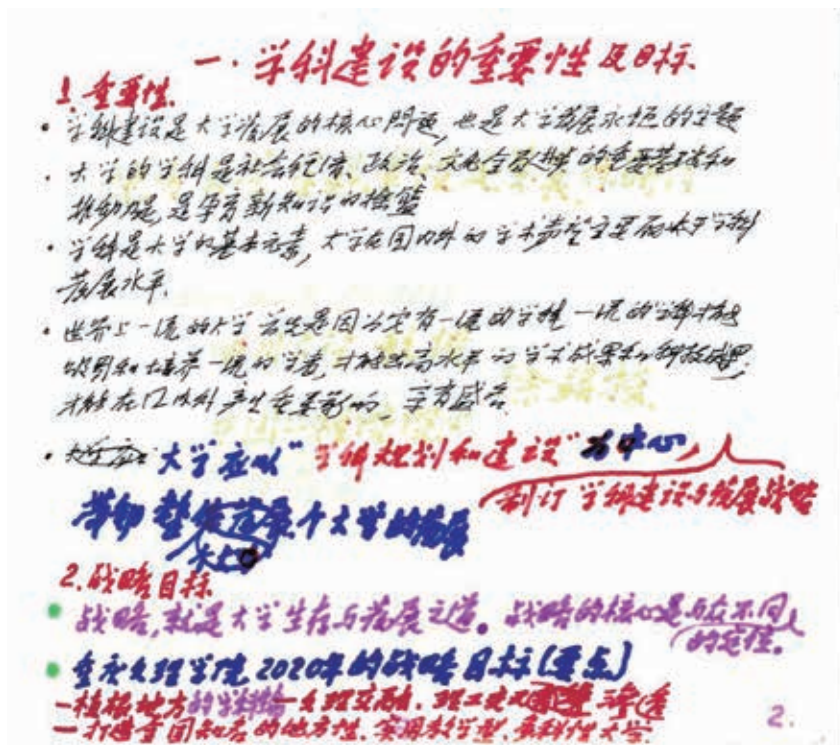 一. 学科建设的重要性及目标.
1. 重要性.
· 学科建设是大学发展的核心问题, 也是大学发展永恒的主题
· 大学的学科是社会经济、政治、文化全面进步的重要基础和
推动力是, 是孕育新知识的摇篮
· 学科是大学的基本元素, 大学在国内外的学术声望主要取决于学科
发展水平.
· 世界上一流的大学首先是因为它有一流的学科 一流的学科才能
吸引和培养一流的学者, 才能出高水平的学术成果和科技成果,
才能在国内外产生重要影响, 享有盛名.
· 大学应以"学科规划和建设"为中心,
制订学科建设与发展战略
带动整个大学的发展
2. 战略目标
战略, 就是大学生存与发展之道。战略的核心是与众不同
的定位。
重庆文理学院2020年的战略目标(要点)
一植根地方的 文理交融、理工 渗透
一打造 国知名的地方性、实用 型、多科性大学.
2.